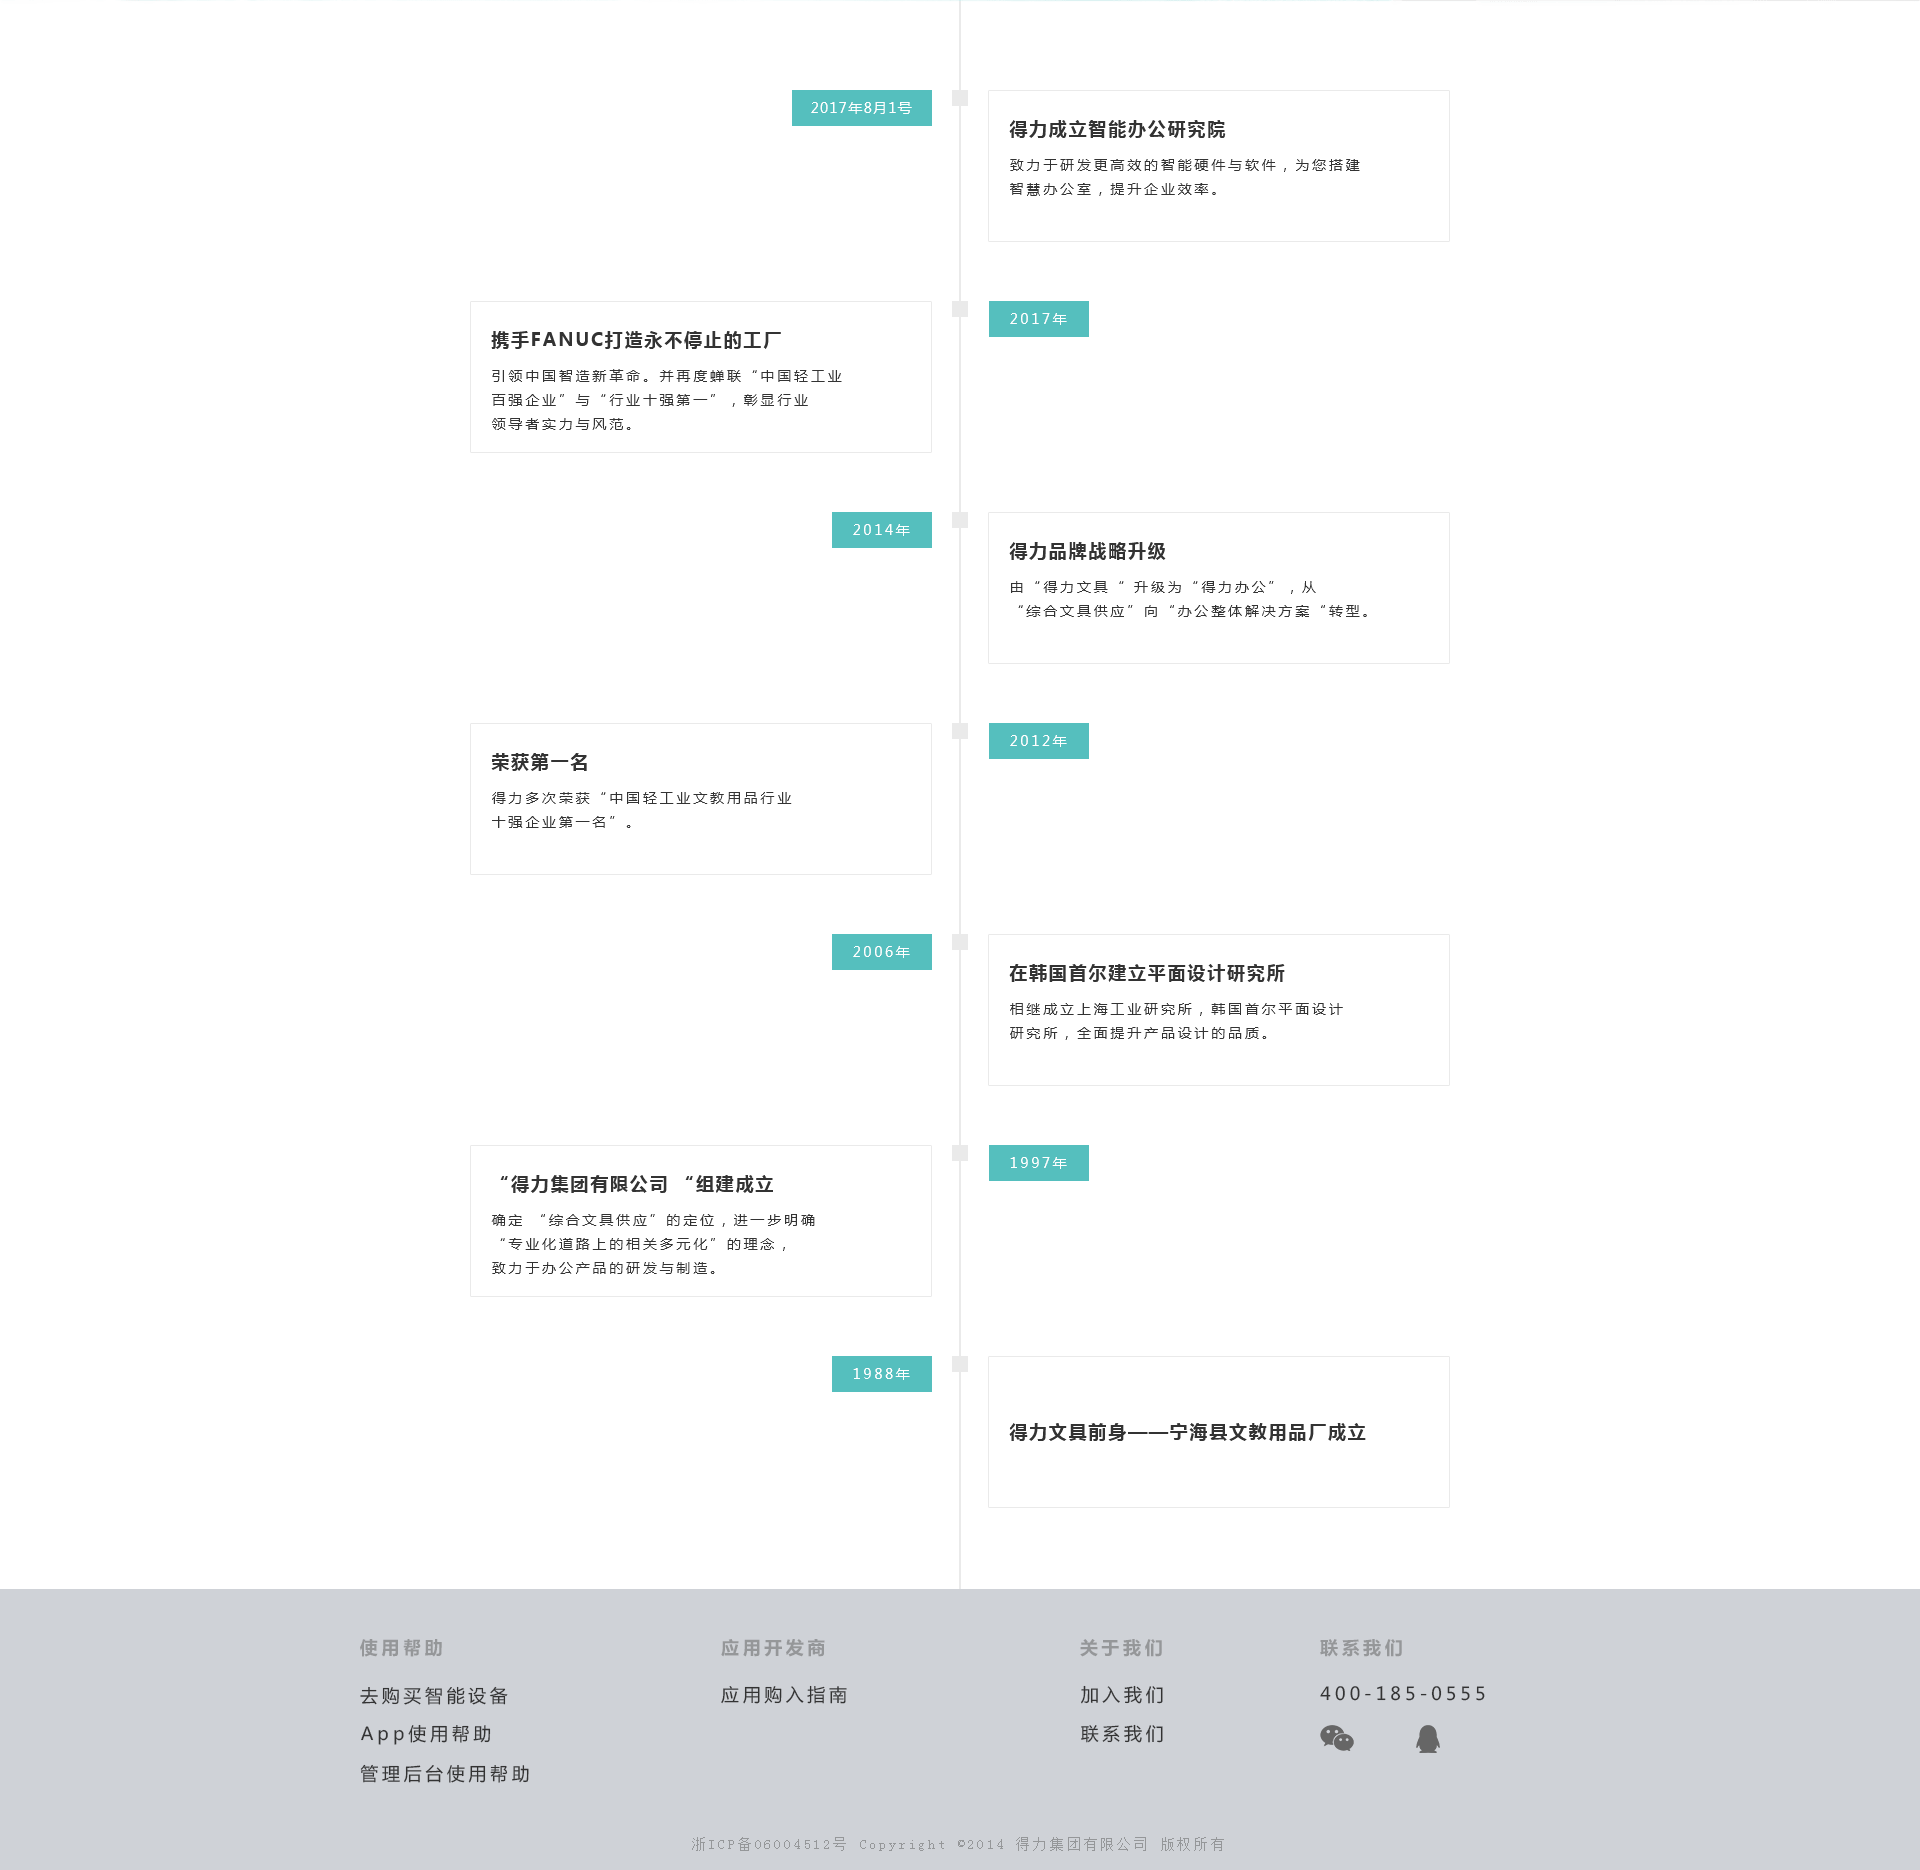 2017年8月1号
得力成立智能办公研究院
致力于研发更高效的智能硬件与软件，为您搭建
智慧办公室，提升企业效率。
2017年
携手FANUC打造永不停止的工厂
引领中国智造新革命。并再度蝉联“中国轻工业
百强企业”与“行业十强第一”，彰显行业
领导者实力与风范。
2014年
得力品牌战略升级
由“得力文具“ 升级为“得力办公”，从
“综合文具供应”向“办公整体解决方案“转型。
2012年
荣获第一名
得力多次荣获“中国轻工业文教用品行业
十强企业第一名”。
2006年
在韩国首尔建立平面设计研究所
相继成立上海工业研究所，韩国首尔平面设计
研究所，全面提升产品设计的品质。
1997年
“得力集团有限公司 “组建成立
确定 “综合文具供应”的定位，进一步明确
“专业化道路上的相关多元化”的理念，
致力于办公产品的研发与制造。
1988年
得力文具前身——宁海县文教用品厂成立
使用帮助
去购买智能设备
App使用帮助
管理后台使用帮助
应用开发商
应用购入指南
关于我们
加入我们
联系我们
联系我们
400-185-0555
浙ICP备06004512号 Copyright ©2014 得力集团有限公司 版权所有